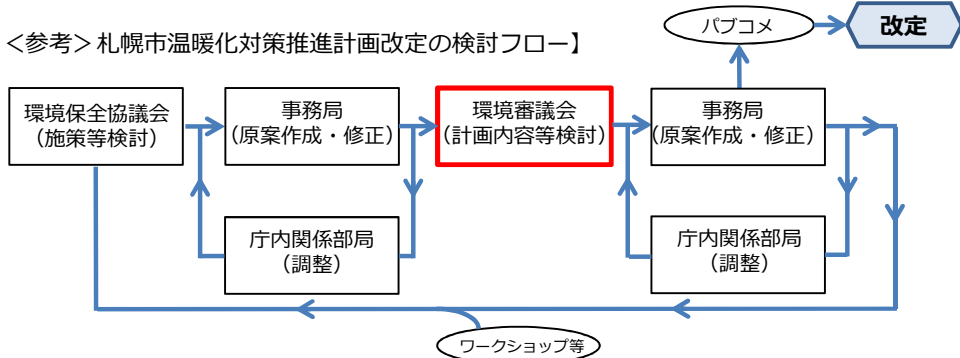 <参考>札幌市温暖化対策推進計画改定の検討フロー】
パブコメ
改定
環境保全協議会
(施策等検討)
事務局
(原案作成・修正)
環境審議会
(計画内容等検討)
事務局
(原案作成・修正)
庁内関係部局
(調整)
庁内関係部局
(調整)
ワークショップ等